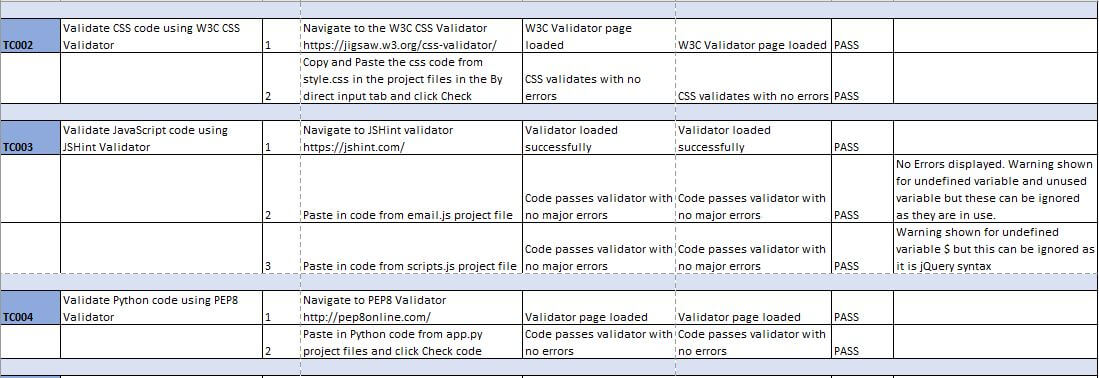 TC002
Validate CSS code using W3C CSS
Validator
1
Navigate to the W3C CSS Validator
https://jigsaw.w3.org/css-validator/
W3C Validator page
loaded
W3C Validator page loaded
PASS
2
Copy and Paste the css code from
style.css in the project files in the By
direct input tab and click Check
CSS validates with no
errors
CSS validates with no errors
PASS
TC003
Validate JavaScript code using
JSHint Validator
1
Navigate to JSHint validator
https://jshint.com/
Validator loaded
successfully
Validator loaded
successfully
PASS
2
Paste in code from email.js project file
Code passes validator with
no major errors
Code passes validator with
no major errors
PASS
No Errors displayed. Warning shown
for undefined variable and unused
variable but these can be ignored
as they are in use.
3
Paste in code from scripts.js project file
Code passes validator with
no major errors
Code passes validator with
no major errors
PASS
Warning shown for undefined
variable $ but this can be ignored as
it is jQuery syntax
TC004
Validate Python code using PEP8
Validator
1
Navigate to PEP8 Validator
http://pep8online.com/
Validator page loaded
Validator page loaded
PASS
2
Paste in Python code from app.py
project files and click Check code
Code passes validator with
no errors
Code passes validator with
no errors
PASS